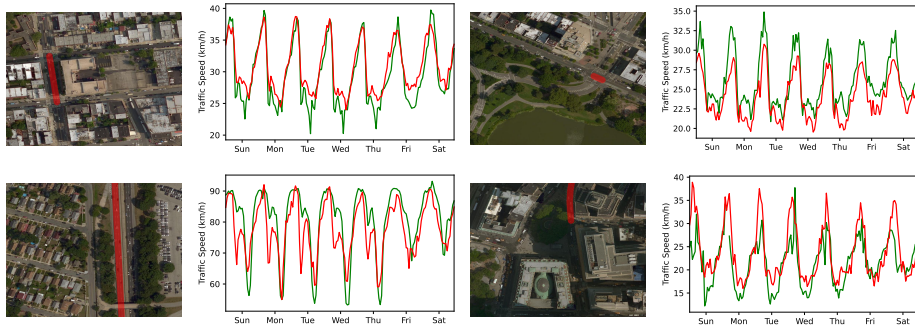 40
35
30
25
20
Traffic Speed (km/h)
Sun Mon Tue Wed Thu Fri Sat
35.0
32.5
30.0
27.5
25.0
22.5
20.0
Traffic Speed (km/h)
Sun Mon Tue Wed Thu Fri Sat
90
80
70
60
Traffic Speed (km/h)
Sun Mon Tue Wed Thu Fri Sat
40
35
30
25
20
15
Traffic Speed (km/h)
Sun Mon Tue Wed Thu Fri Sat